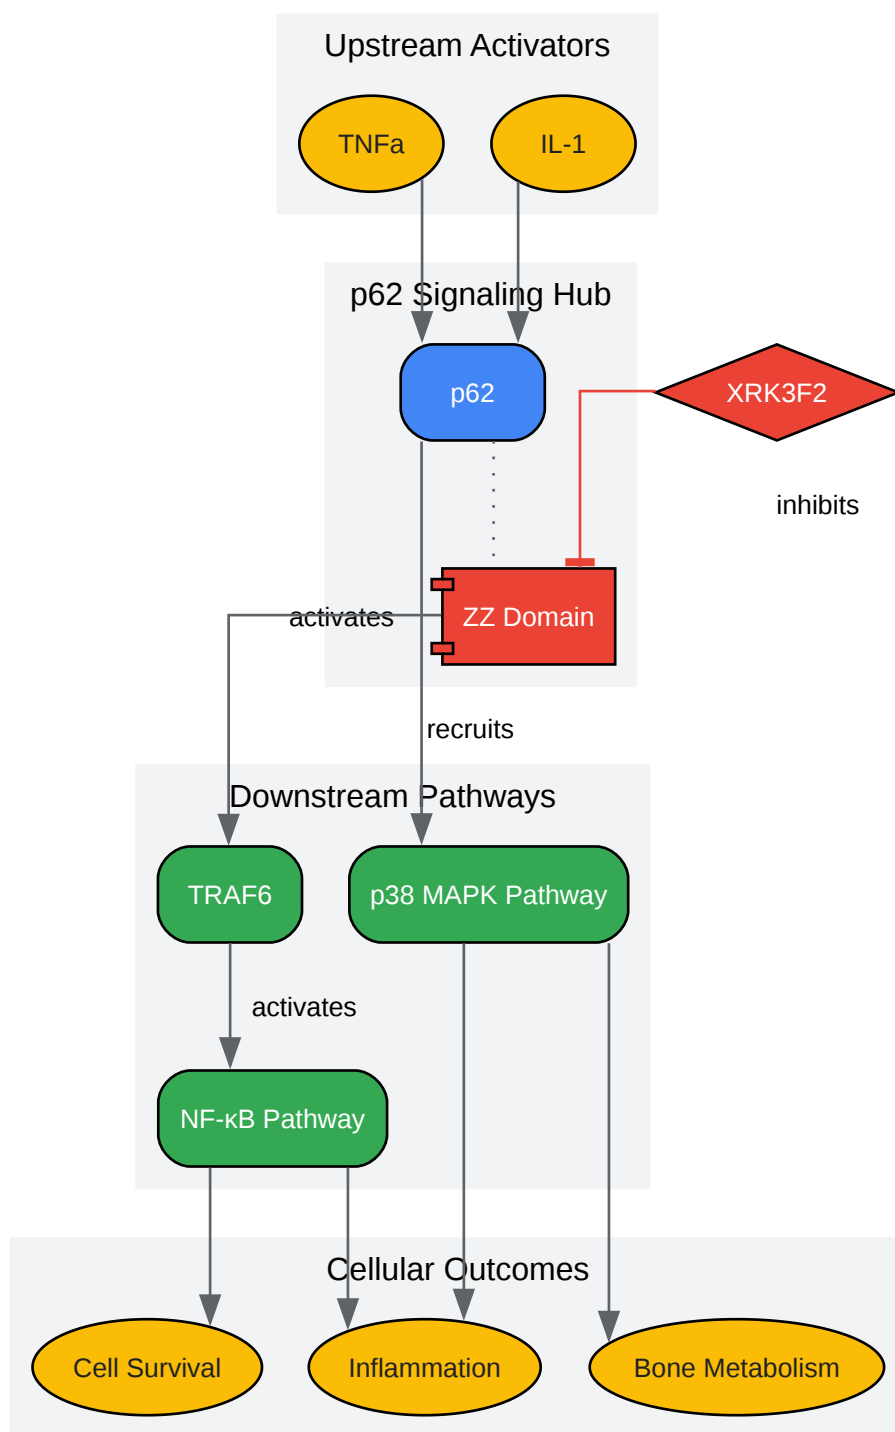 Upstream Activators
TNFa
IL-1
p62 Signaling Hub
p62
XRK3F2
inhibits
activates
ZZ Domain
recruits
Downstream Pathways
TRAF6
p38 MAPK Pathway
activates
NF-κB Pathway
Cellular Outcomes
Cell Survival
Inflammation
Bone Metabolism